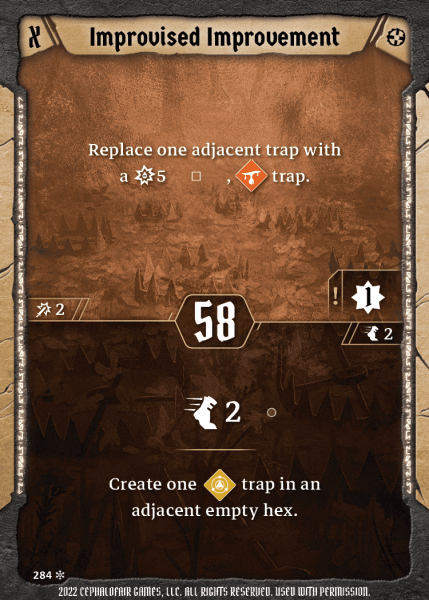 X
Improvised Improvement
Replace one adjacent trap with
a 5 , trap.
2
58
! 1
2
2
Create one trap in an
adjacent empty hex.
284
2022 CEPHALOFAIR GAMES, LLC. ALL RIGHTS RESERVED. USED WITH PERMISSION.